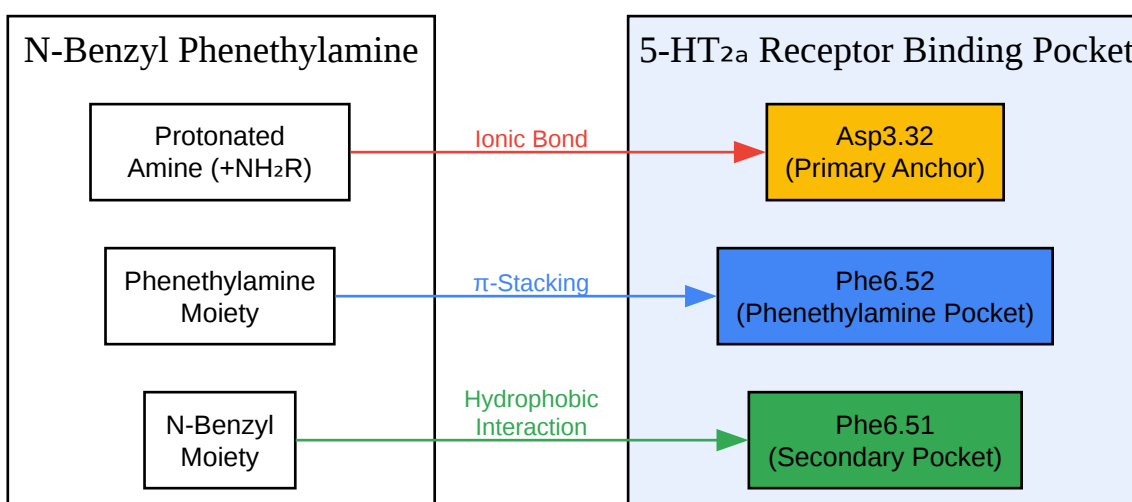 N-Benzyl Phenethylamine
5-HT₂ₐ Receptor Binding Pocket
Protonated
Amine (+NH₂R)
Ionic Bond
Asp3.32
(Primary Anchor)
Phenethylamine
Moiety
π-Stacking
Phe6.52
(Phenethylamine Pocket)
N-Benzyl
Moiety
Hydrophobic
Interaction
Phe6.51
(Secondary Pocket)